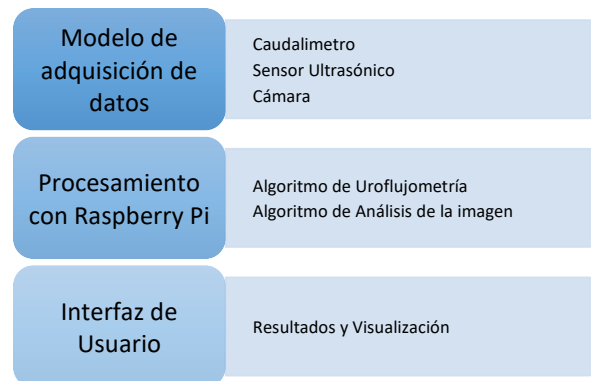 Modelo de
adquisición de
datos
Caudalimetro
Sensor Ultrasónico
Cámara
Procesamiento
con Raspberry Pi
Algoritmo de Uroflujometría
Algoritmo de Análisis de la imagen
Interfaz de
Usuario
Resultados y Visualización